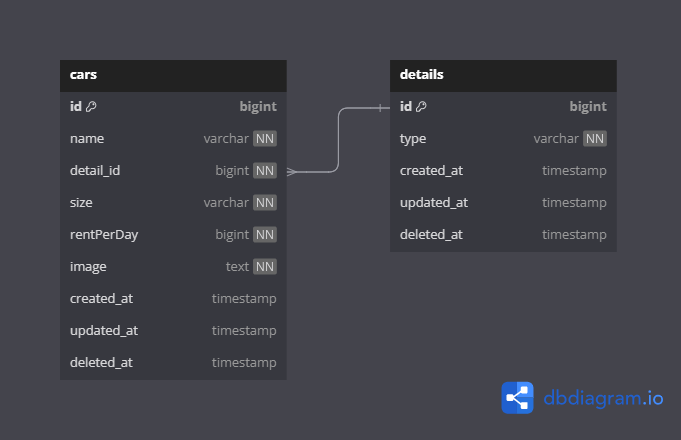 cars
id bigint
name varchar NN
detail_id bigint NN
size varchar NN
rentPerDay bigint NN
image text NN
created_at timestamp
updated_at timestamp
deleted_at timestamp
details
id bigint
type varchar NN
created_at timestamp
updated_at timestamp
deleted_at timestamp
dbdiagram.io